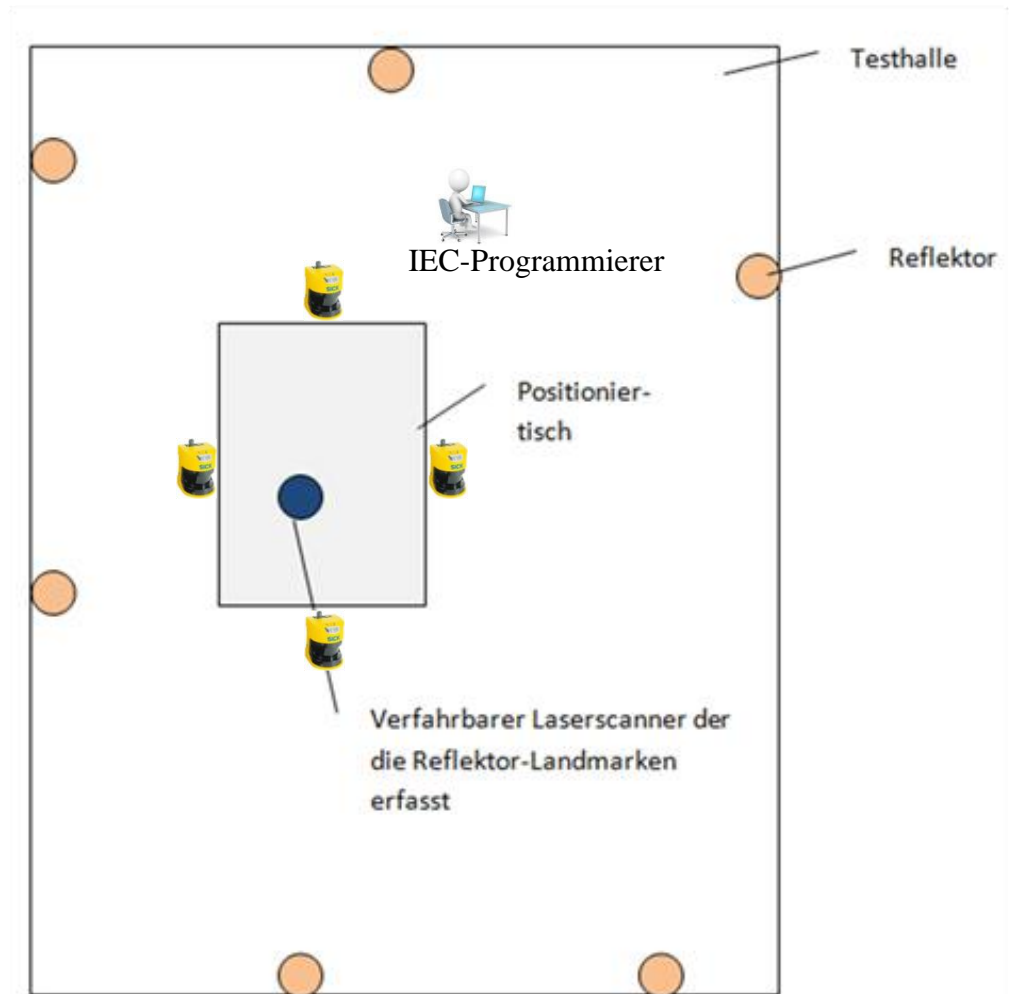 Testhalle
IEC-Programmierer
Reflektor
Positionier-
tisch
Verfahrbarer Laserscanner der
die Reflektor-Landmarken
erfasst